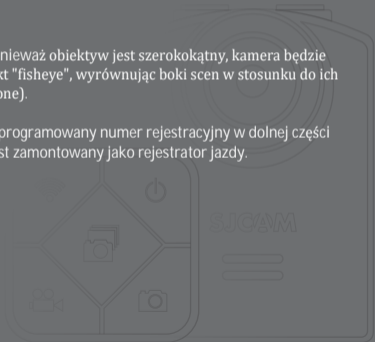 nieważ obiektyw jest szerokokątny, kamera będzie
kt "fisheye", wyrównując boki scen w stosunku do ich
one).
programowany numer rejestracyjny w dolnej części
st zamontowany jako rejestrator jazdy.
SJCAM